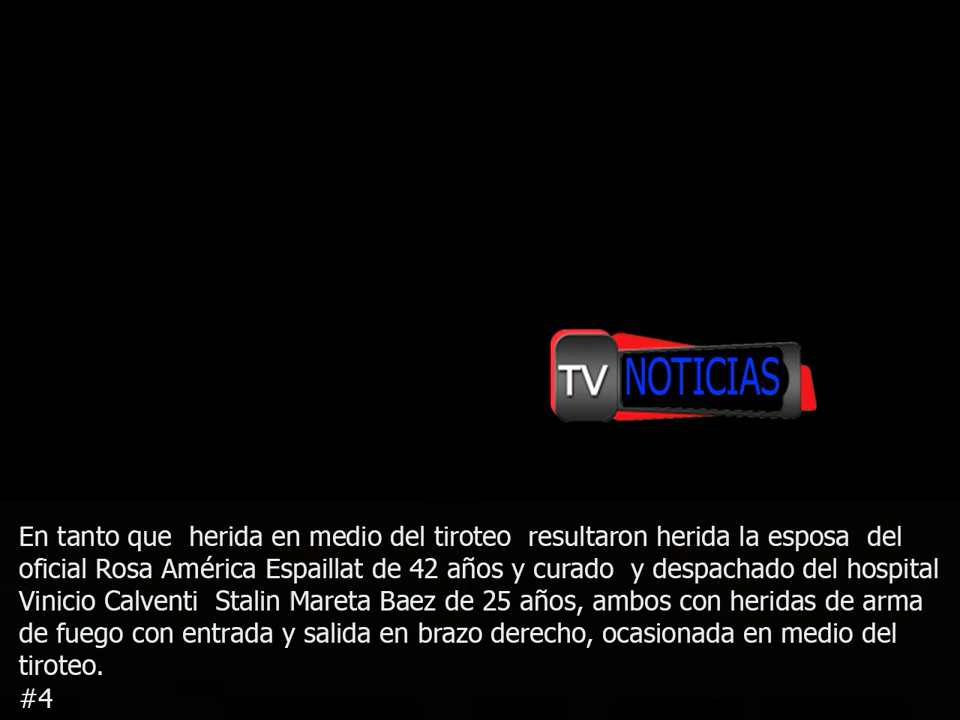 TV NOTICIAS
En tanto que  herida en medio del tiroteo  resultaron herida la esposa  del
oficial Rosa América Espaillat de 42 años y curado  y despachado del hospital
Vinicio Calventi  Stalin Mareta Baez de 25 años, ambos con heridas de arma
de fuego con entrada y salida en brazo derecho, ocasionada en medio del
tiroteo.
#4